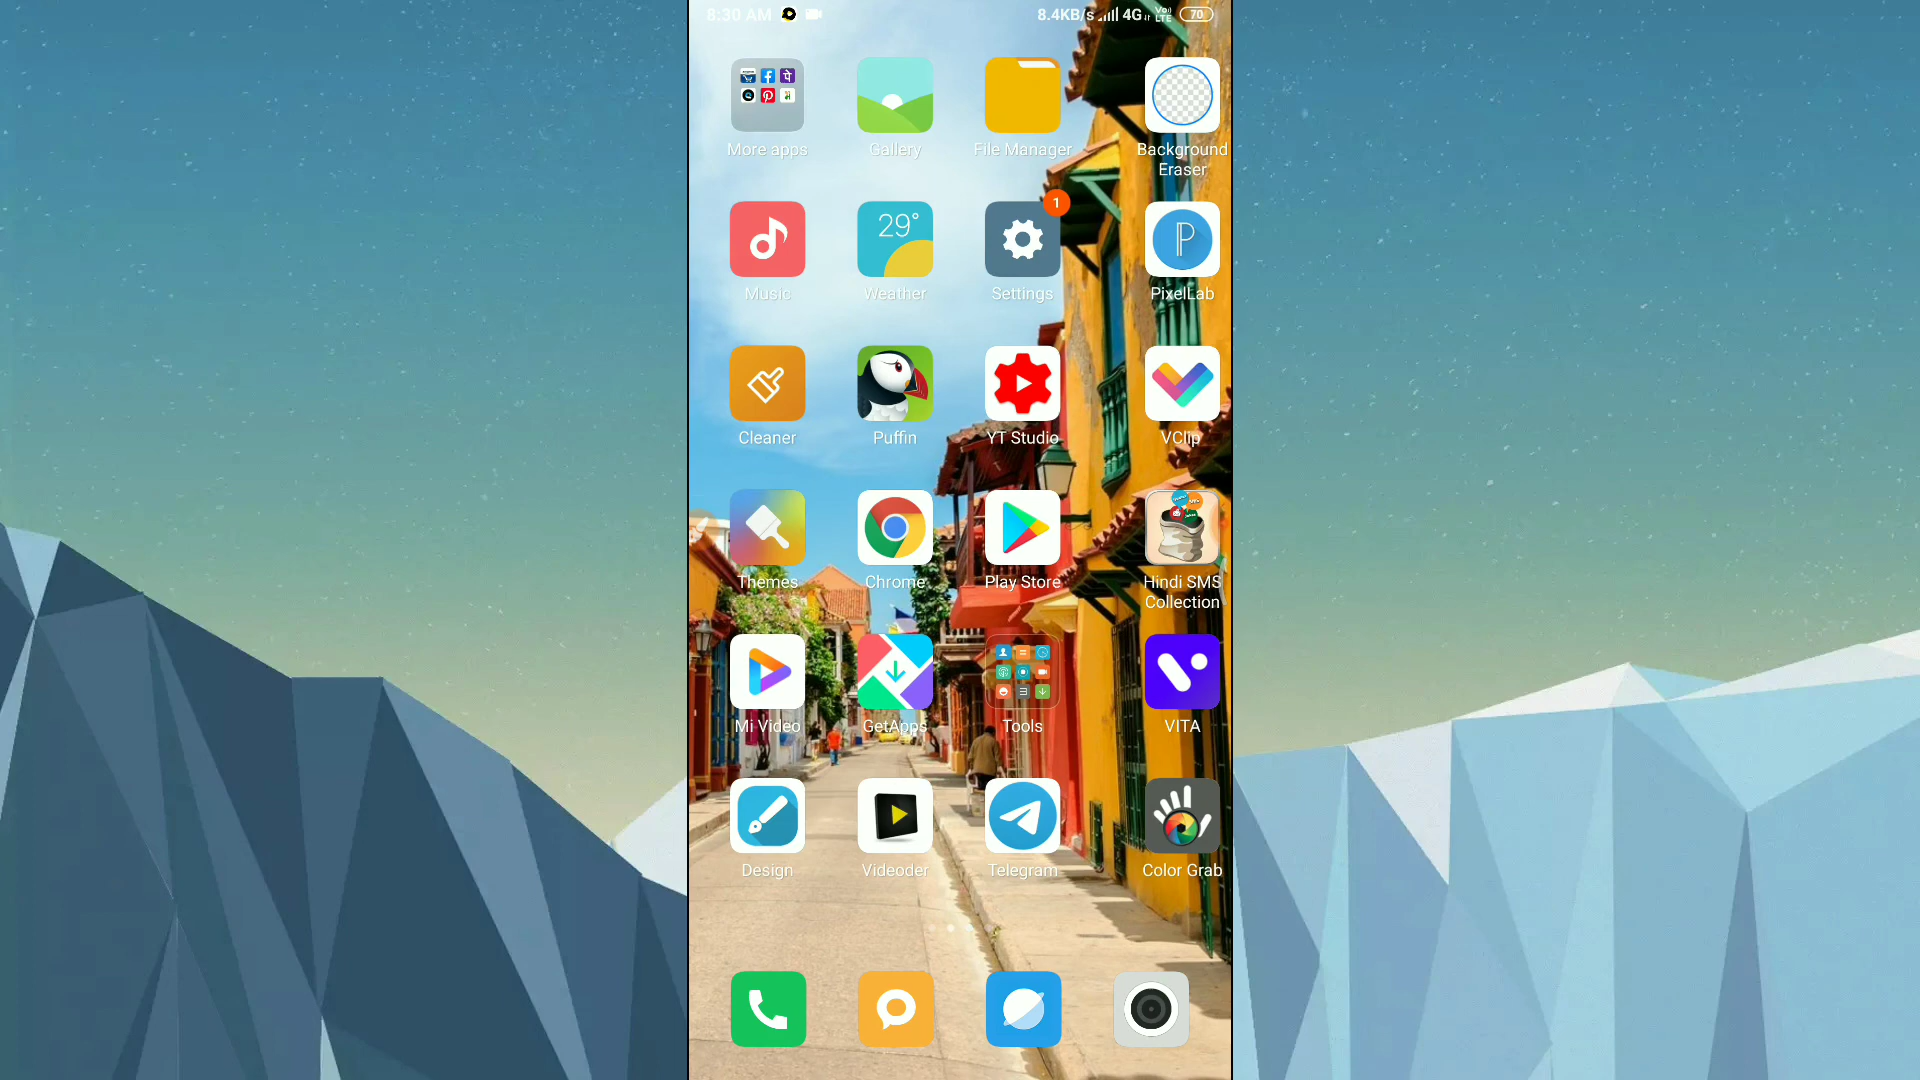 8:30 AM 8.4KB/s 4G Vo) LTE 70
More apps Gallery File Manager Background
Eraser
29°
1
P
Music Weather Settings PixelLab
Cleaner Puffin YT Studio VClip
Themes Chrome Play Store Hindi SMS
Collection
Mi Video GetApps Tools VITA
Design Videoder Telegram Color Grab